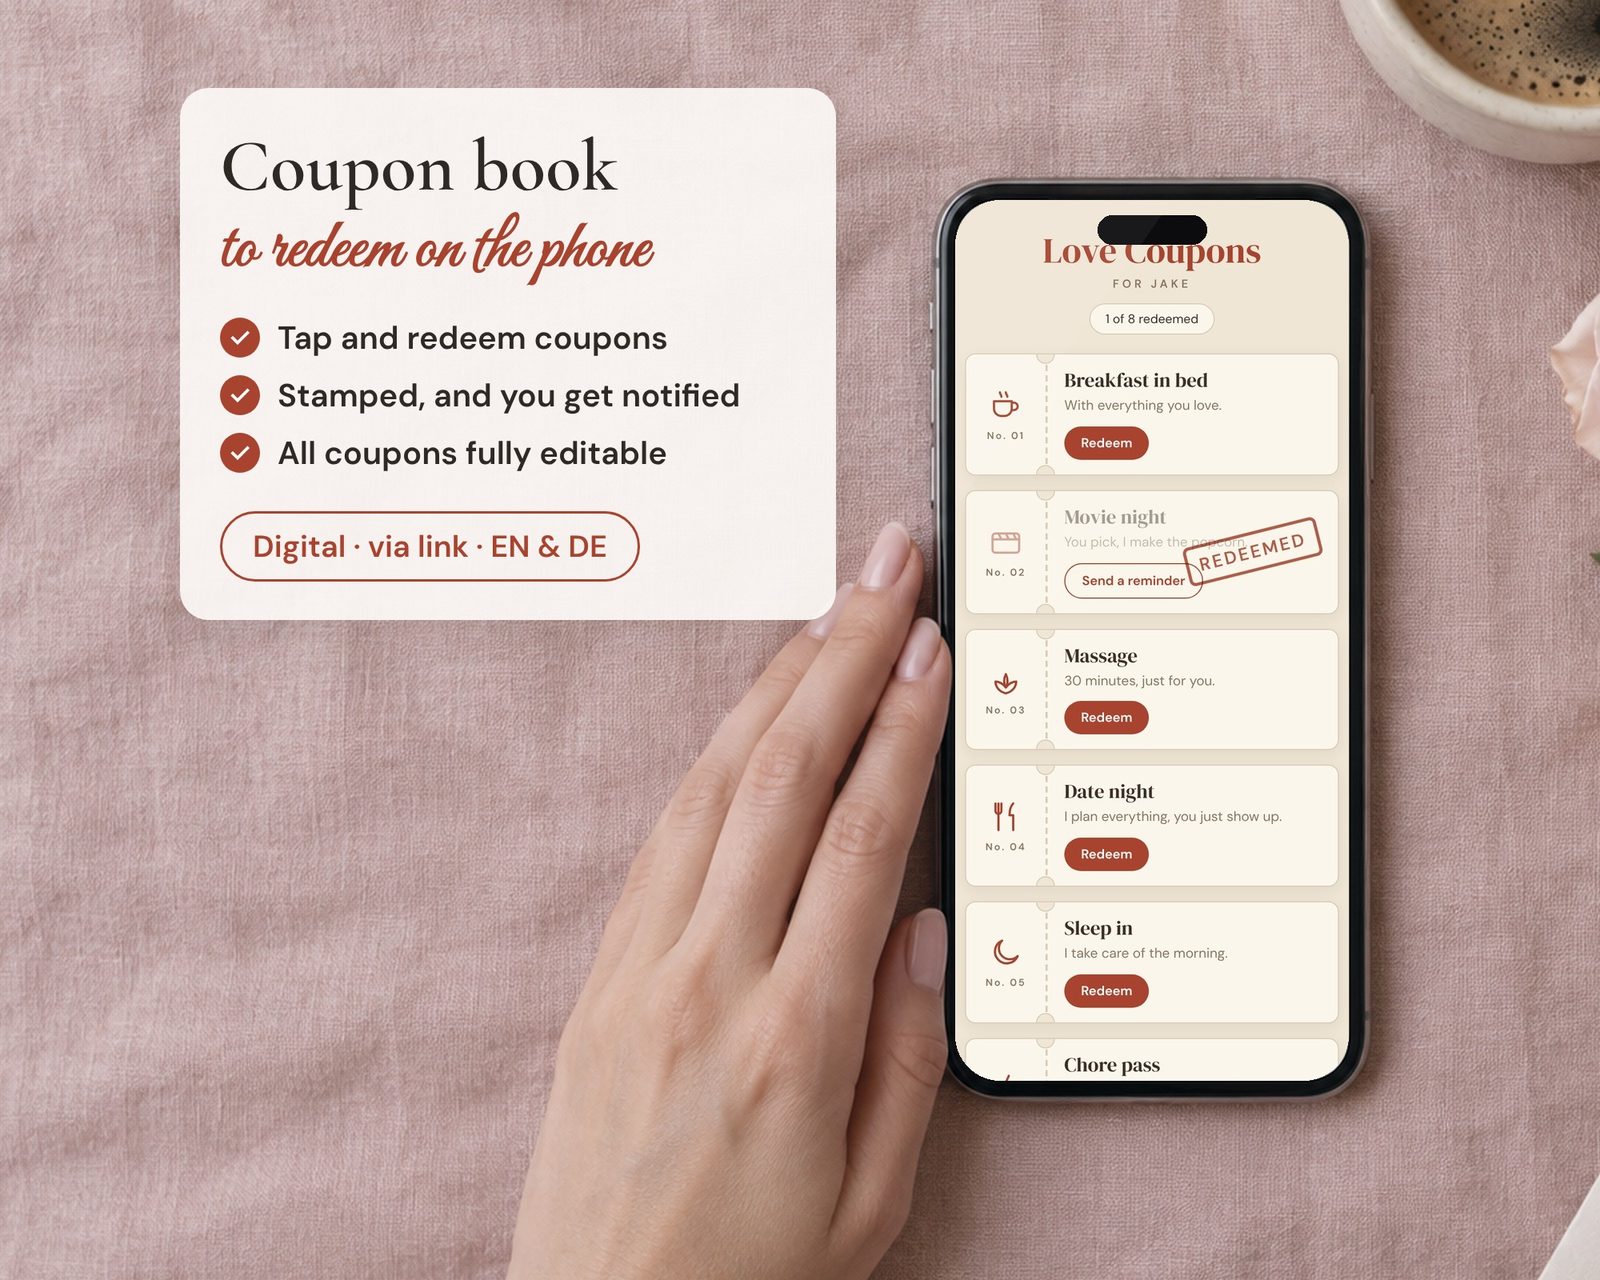 Coupon book
to redeem on the phone
Tap and redeem coupons
Stamped, and you get notified
All coupons fully editable
Digital · via link · EN & DE
Love Coupons
FOR JAKE
1 of 8 redeemed
Breakfast in bed
With everything you love.
No. 01
Redeem
Movie night
You pick, I make the popcorn.
REDEEMED
No. 02
Send a reminder
Massage
30 minutes, just for you.
No. 03
Redeem
Date night
I plan everything, you just show up.
No. 04
Redeem
Sleep in
I take care of the morning.
No. 05
Redeem
Chore pass